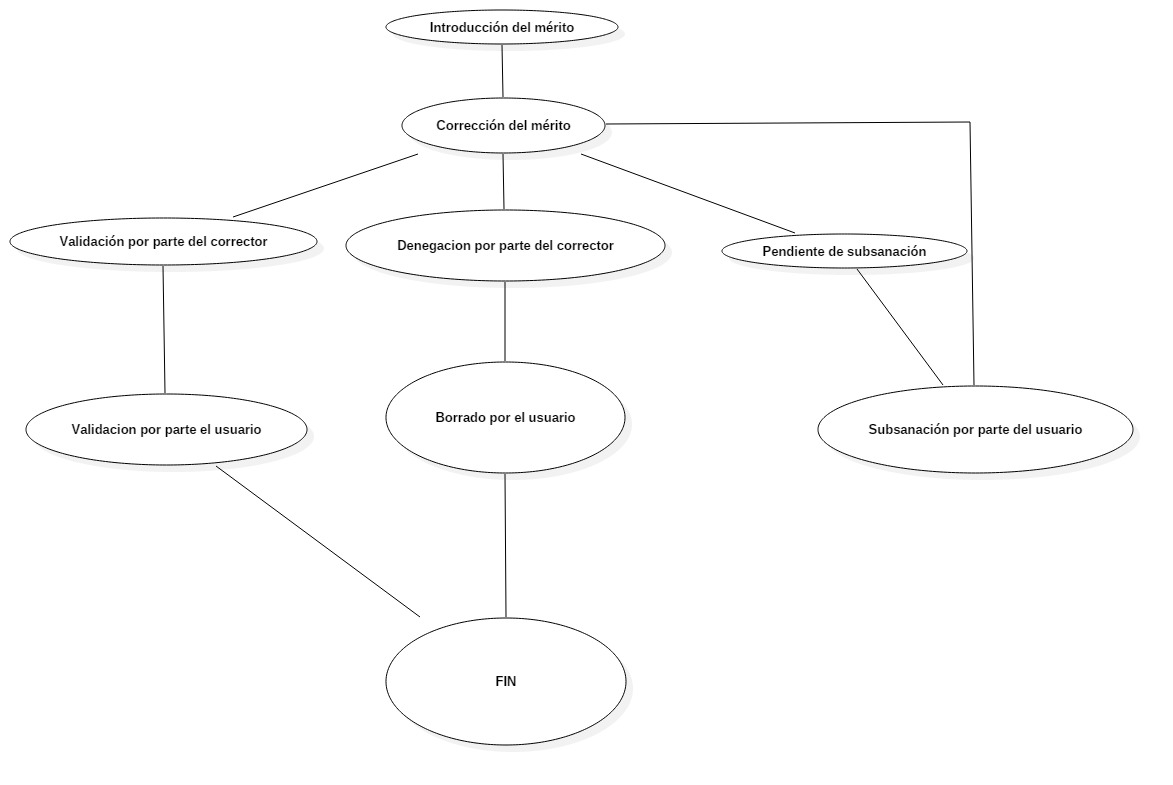 Introducción del mérito
Corrección del mérito
Validación por parte del corrector
Denegacion por parte del corrector
Pendiente de subsanación
Validacion por parte el usuario
Borrado por el usuario
Subsanación por parte del usuario
FIN